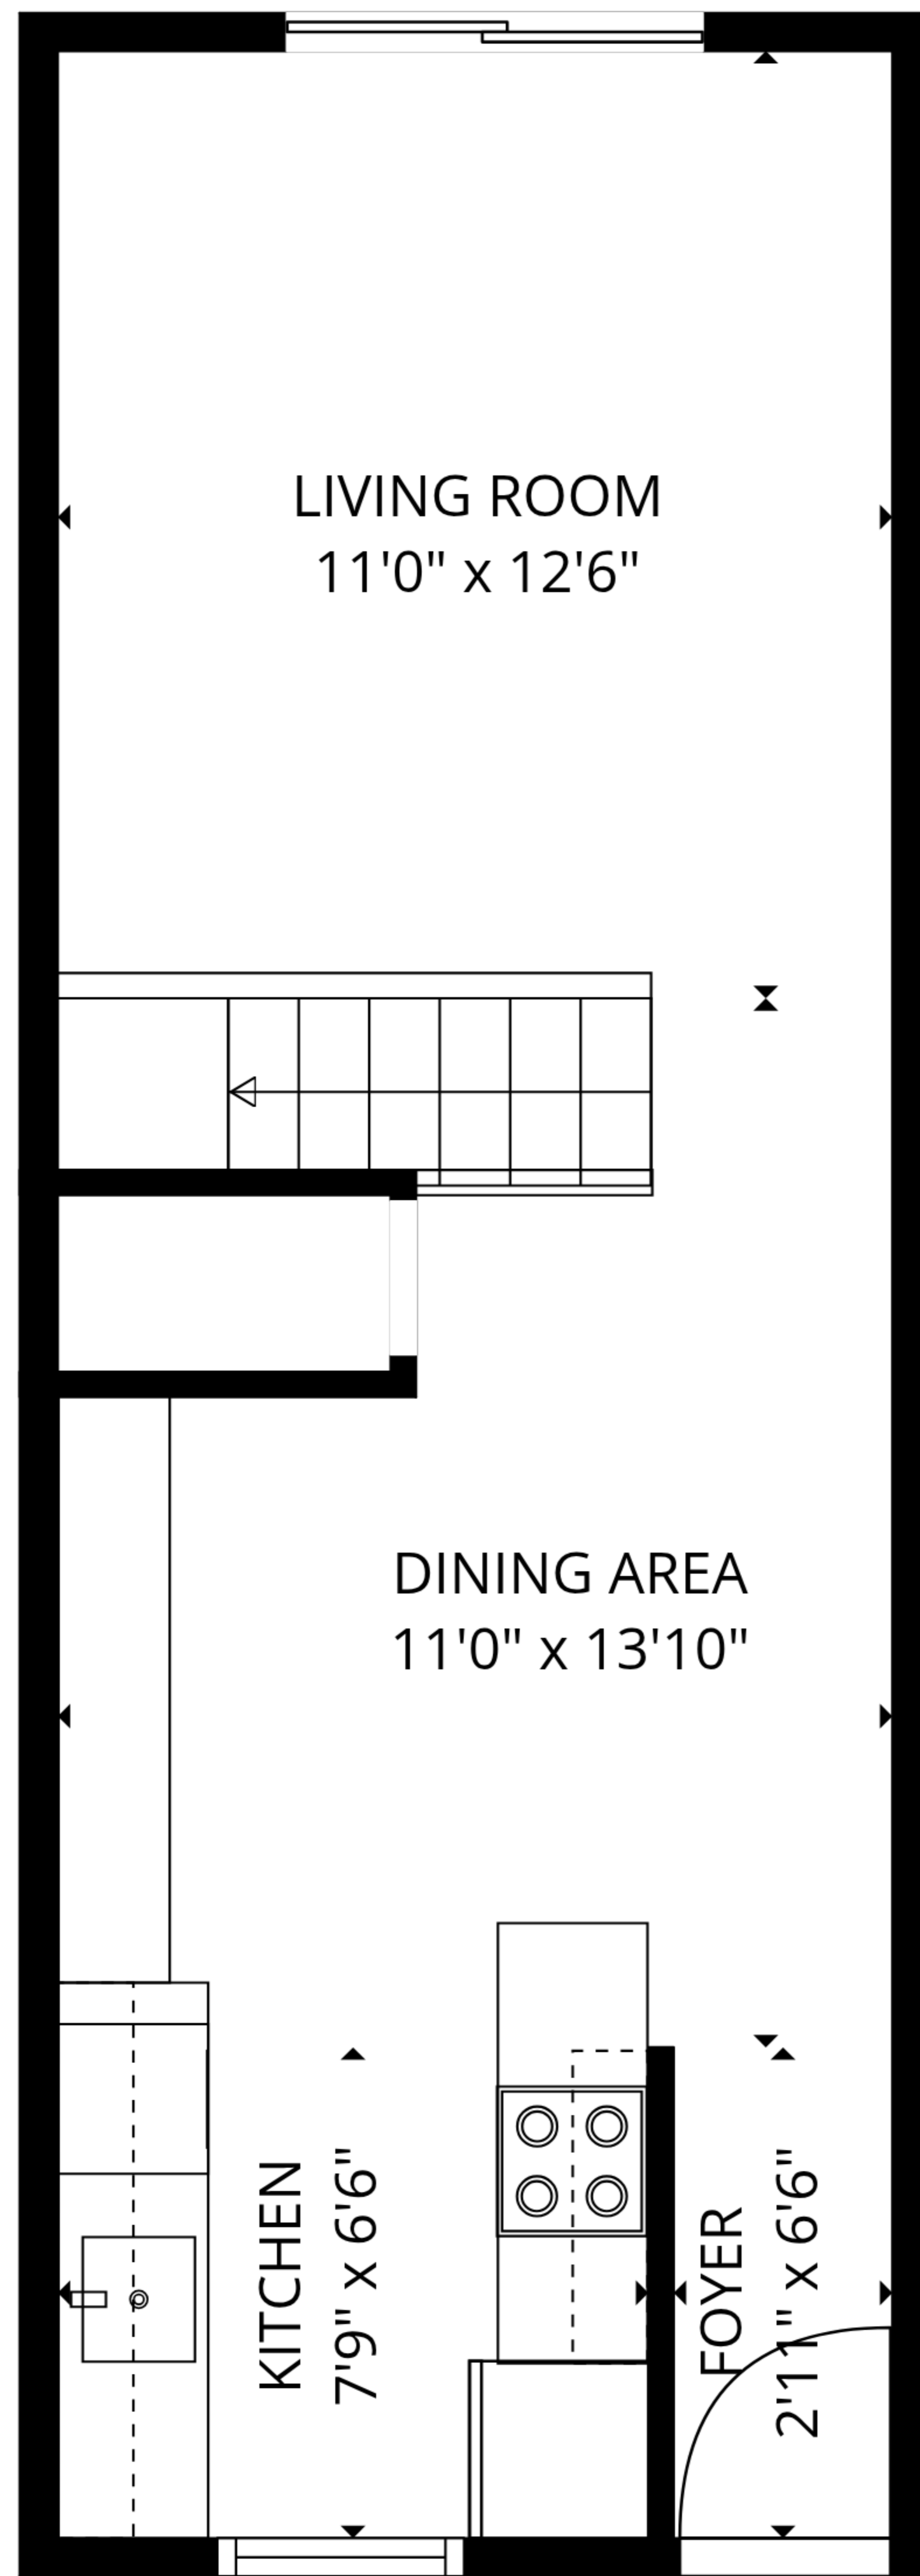 LIVING ROOM
11'0" x 12'6"
DINING AREA
11'0" x 13'10"
KITCHEN
7'9" x 6'6"
FOYER
2'11" x 6'6"